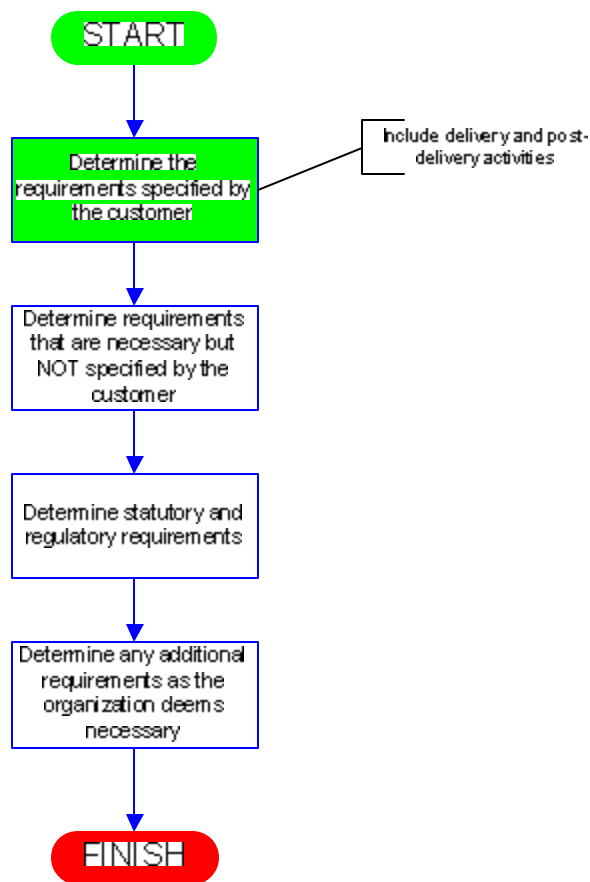 START
Determine the
requirements specified by
the customer
Include delivery and post-
delivery activities
Determine requirements
that are necessary but
NOT specified by the
customer
Determine statutory and
regulatory requirements
Determine any additional
requirements as the
organization deems
necessary
FINISH